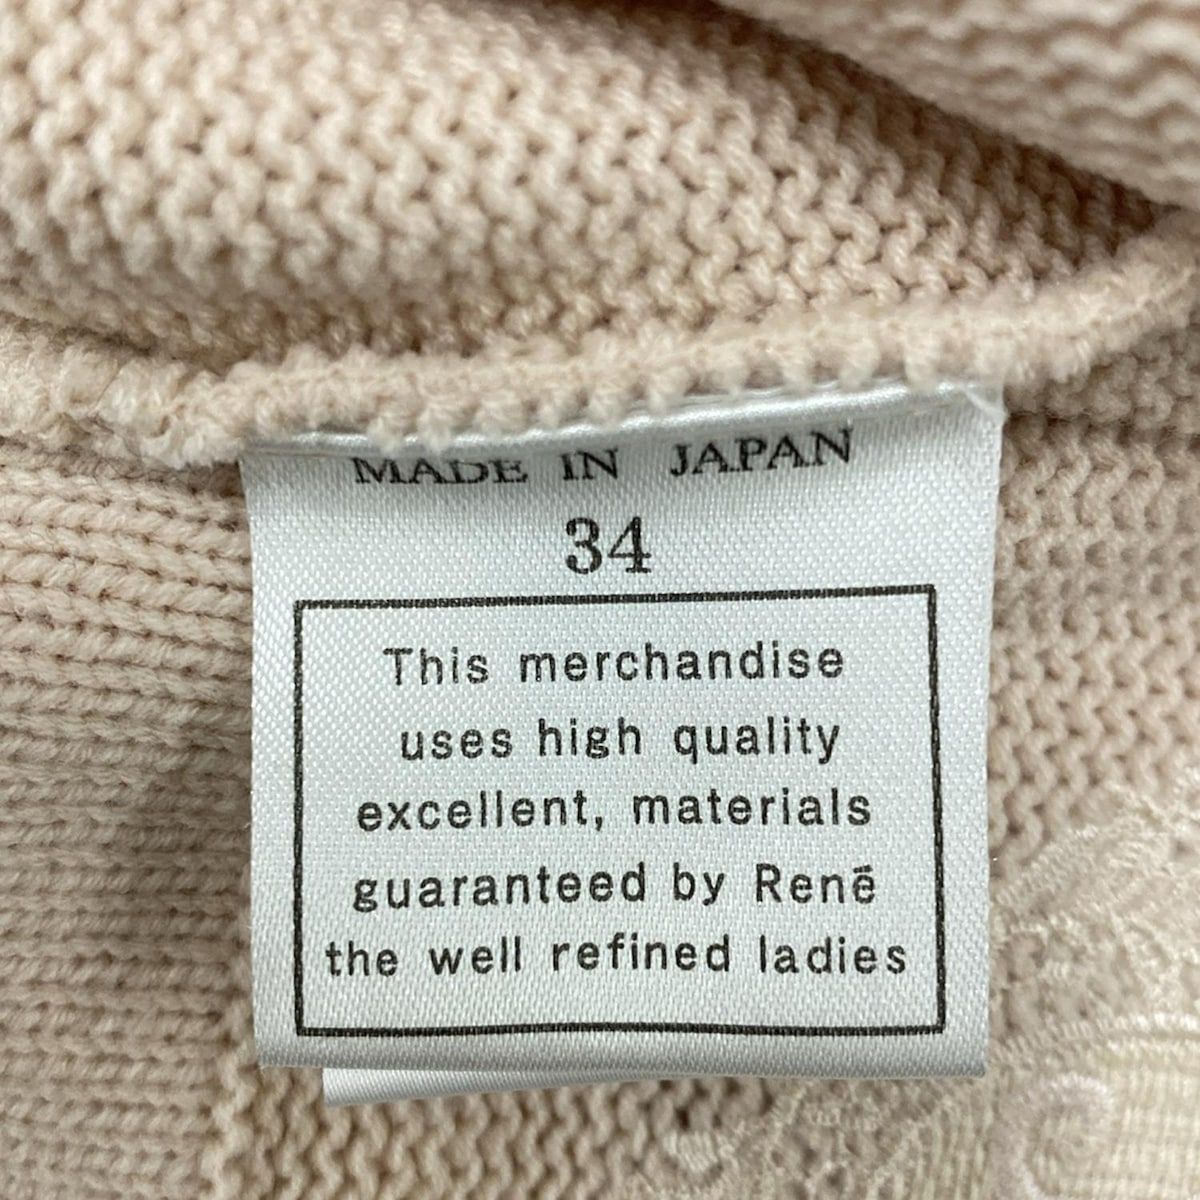 MADE IN JAPAN
34
This merchandise
uses high quality
excellent, materials
guaranteed by Renē
the well refined ladies